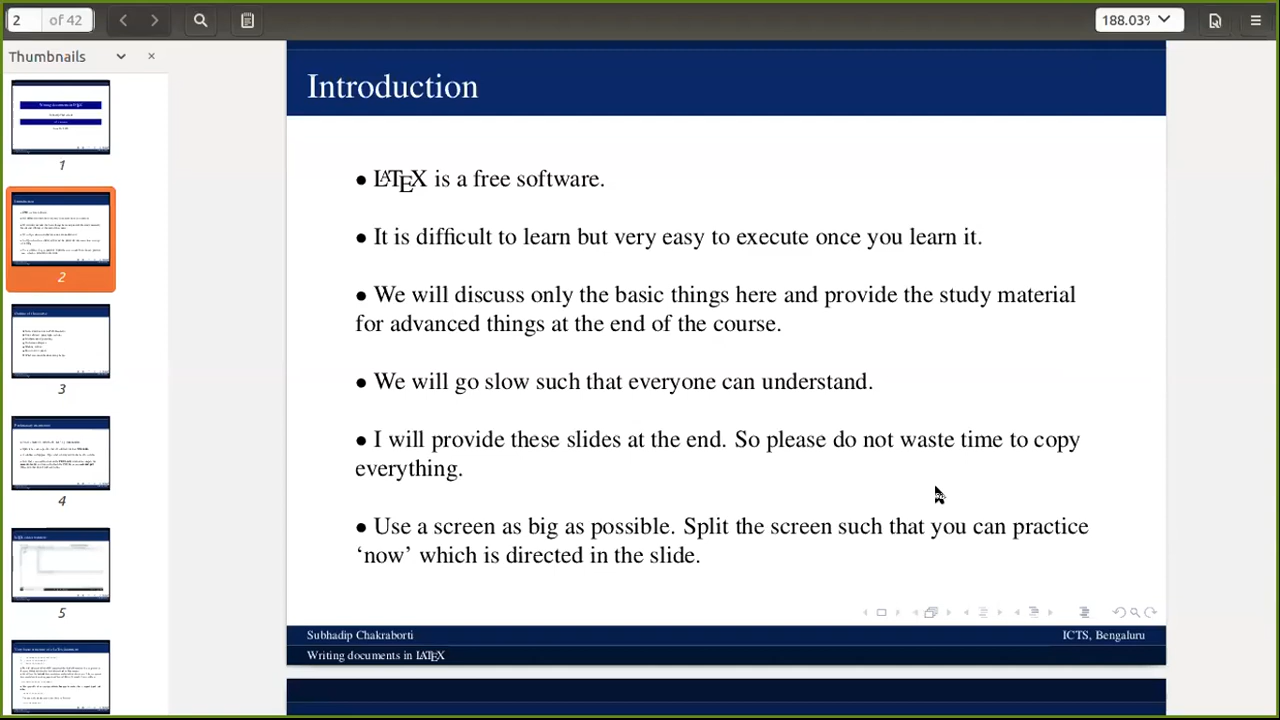 2 of 42
188.03%
Thumbnails
Introduction
• LATEX is a free software.
• It is difficult to learn but very easy to execute once you learn it.
• We will discuss only the basic things here and provide the study material
for advanced things at the end of the course.
• We will go slow such that everyone can understand.
• I will provide these slides at the end. So please do not waste time to copy
everything.
• Use a screen as big as possible. Split the screen such that you can practice
‘now’ which is directed in the slide.
Subhadip Chakraborti
ICTS, Bengaluru
Writing documents in LATEX
1
Introduction
2
3
4
5